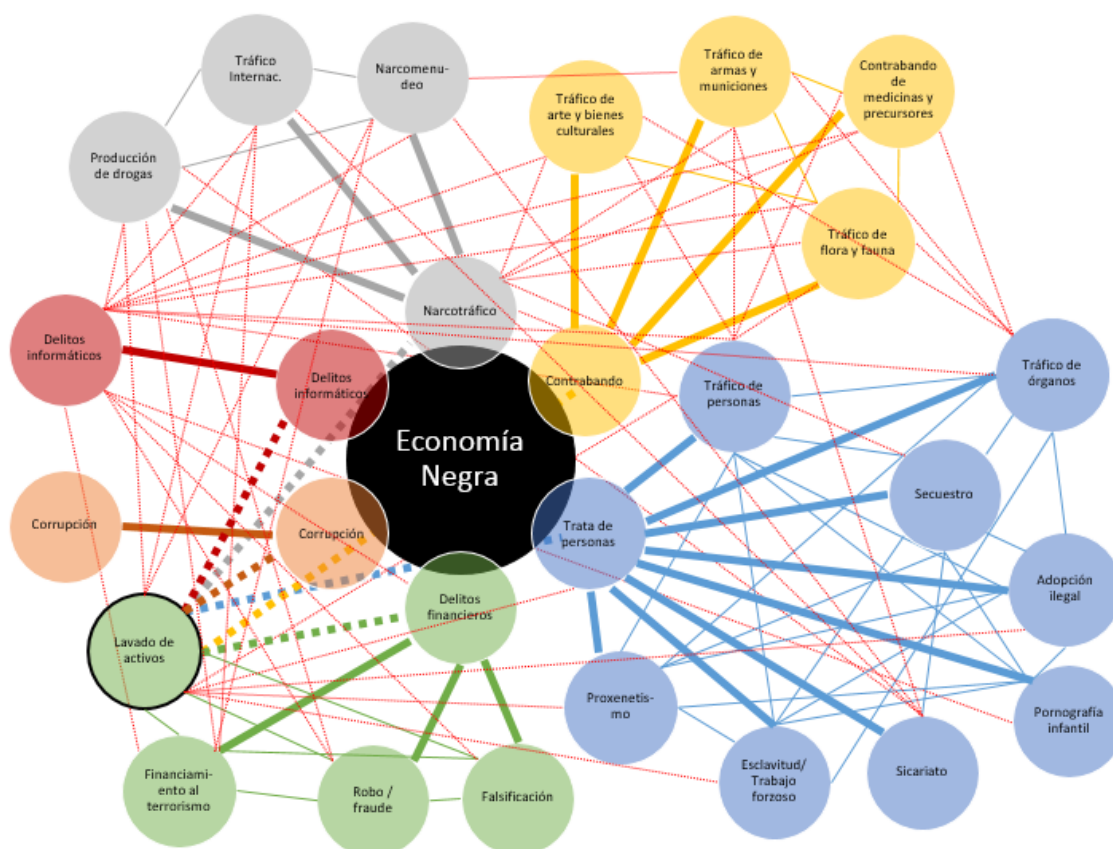 Tráfico
Internac.
Narcomenu-
deo
Tráfico de
armas y
municiones
Contrabando
de
medicinas y
precursores
Tráfico de
arte y bienes
culturales
Producción
de drogas
Tráfico de
flora y fauna
Narcotráfico
Delitos
informáticos
Delitos
informáticos
Contrabando
Tráfico de
personas
Tráfico de
órganos
Economía
Negra
Secuestro
Corrupción
Corrupción
Trata de
personas
Adopción
ilegal
Delitos
financieros
Lavado de
activos
Proxenetis-
mo
Pornografía
infantil
Esclavitud/
Trabajo
forzoso
Sicariato
Financiami-
ento al
terrorismo
Robo /
fraude
Falsificación